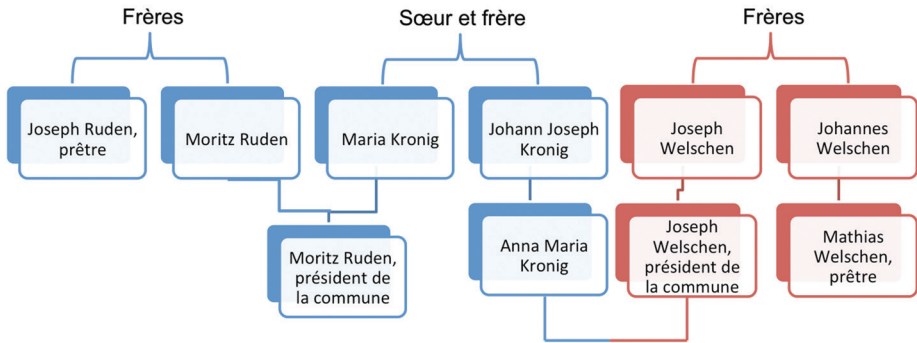 Frères
Sœur et frère
Frères
Joseph Ruden,
prêtre
Moritz Ruden
Maria Kronig
Johann Joseph
Kronig
Joseph
Welschen
Johannes
Welschen
Moritz Ruden,
président de
la commune
Anna Maria
Kronig
Joseph
Welschen,
président de
la commune
Mathias
Welschen,
prêtre